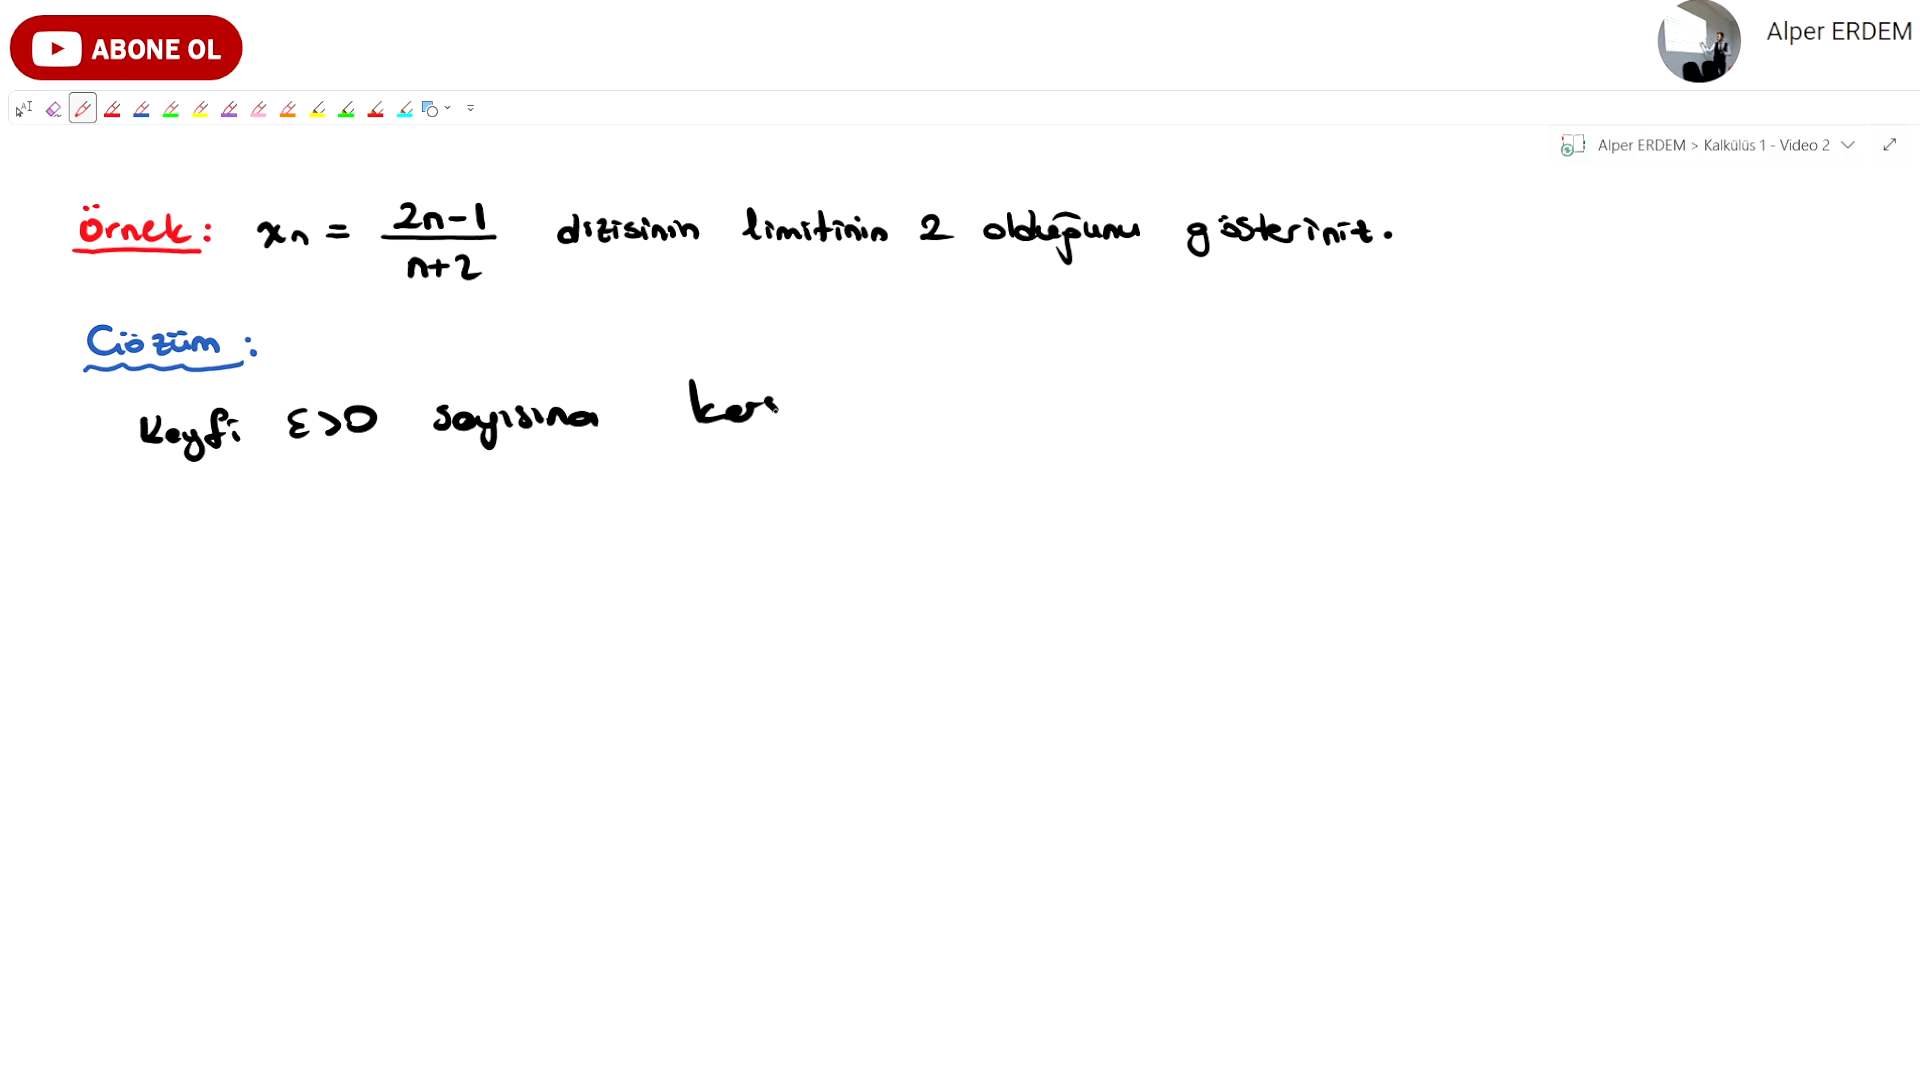 ABONE OL
Alper ERDEM
Alper ERDEM > Kalkülüs 1 - Video 2
Örnek: xn = (2n-1)/(n+2) dizisinin limitinin 2 olduğunu gösteriniz.
Çözüm:
Keyfi ε>0 sayısına kar